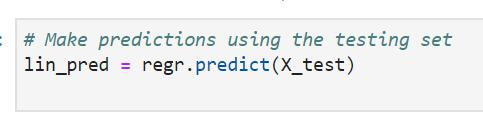 # Make predictions using the testing set
lin_pred = regr.predict(X_test)